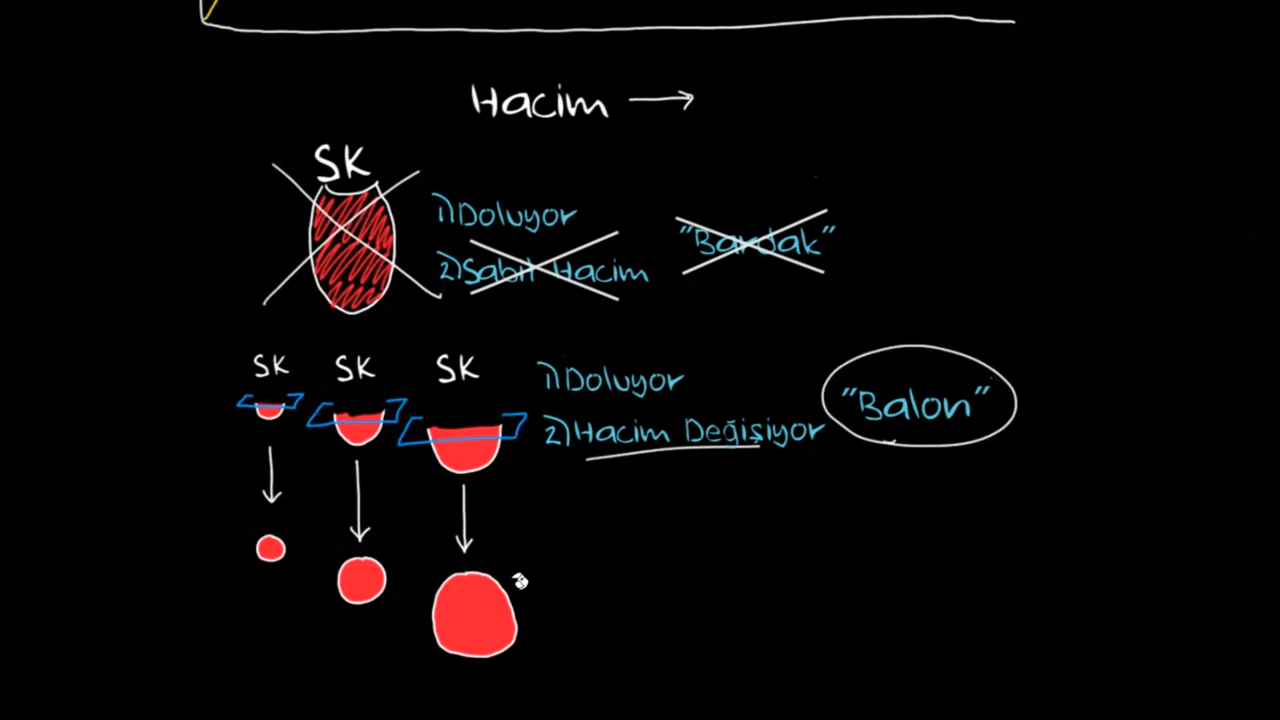 Hacim →
SK
1) Doluyor
2) Sabit Hacim
"Bardak"
SK SK SK
1) Doluyor
2) Hacim Değişiyor
"Balon"